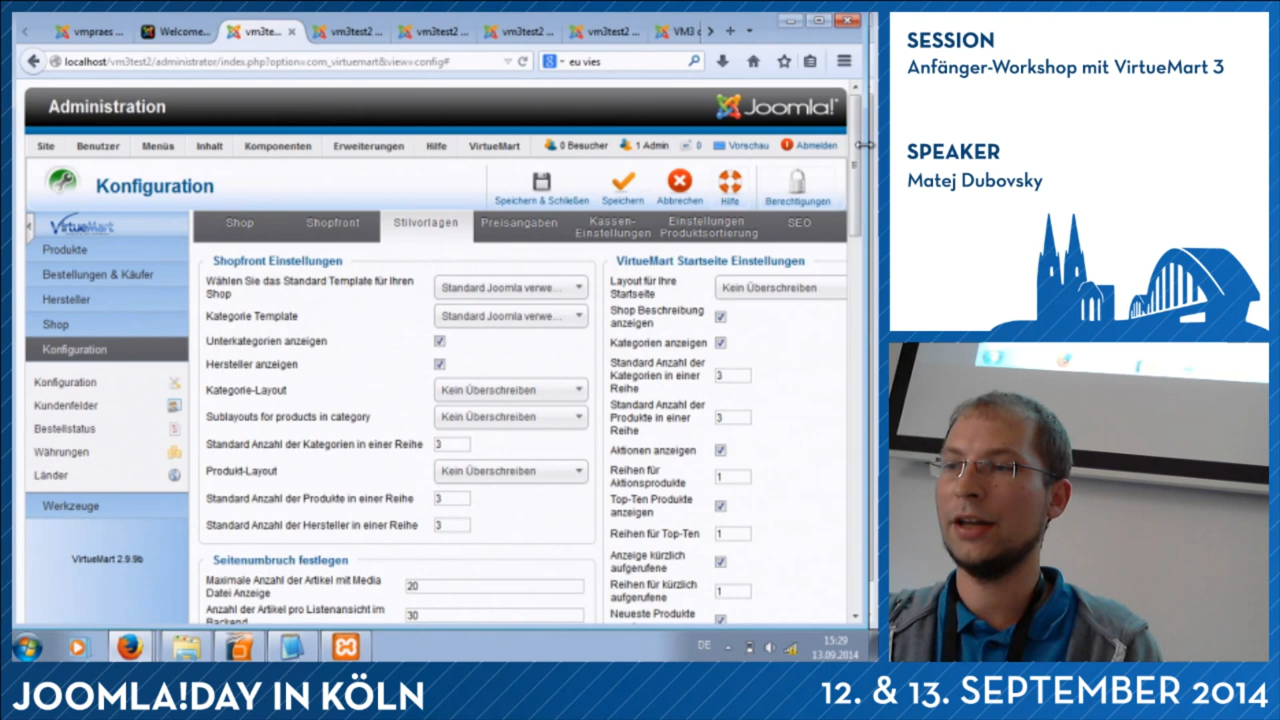 vmpraes ...
Welcome...
vm3te...
vm3test2 ...
vm3test2 ...
vm3test2 ...
vm3test2 ...
localhost/vm3test2/administrator/index.php?option=com_virtuemart&view=config#
eu vies
Administration
Joomla!
Site Benutzer Menüs Inhalt Komponenten Erweiterungen Hilfe VirtueMart 0 Besucher 1 Admin 0 Vorschau Abmelden
Konfiguration
Speichern & Schließen Speichern Abbrechen Hilfe Berechtigungen
VirtueMart
Produkte
Bestellungen & Käufer
Hersteller
Shop
Konfiguration
Konfiguration
Kundenfelder
Bestellstatus
Währungen
Länder
Werkzeuge
VirtueMart 2.9.9b
Shop Shopfront Stilvorlagen Preisangaben Kassen-Einstellungen Einstellungen Produktsortierung SEO
Shopfront Einstellungen
Wählen Sie das Standard Template für Ihren Shop
Standard Joomla verwe...
Kategorie Template Standard Joomla verwe...
Unterkategorien anzeigen
Hersteller anzeigen
Kategorie-Layout Kein Überschreiben
Sublayouts for products in category Kein Überschreiben
Standard Anzahl der Kategorien in einer Reihe 3
Produkt-Layout Kein Überschreiben
Standard Anzahl der Produkte in einer Reihe 3
Standard Anzahl der Hersteller in einer Reihe 3
Seitenumbruch festlegen
Maximale Anzahl der Artikel mit Media Datei Anzeige 20
Anzahl der Artikel pro Listenansicht im Backend 30
VirtueMart Startseite Einstellungen
Layout für Ihre Startseite Kein Überschreiben
Shop Beschreibung anzeigen
Kategorien anzeigen
Standard Anzahl der Kategorien in einer Reihe 3
Standard Anzahl der Produkte in einer Reihe 3
Aktionen anzeigen
Reihen für Aktionsprodukte 1
Top-Ten Produkte anzeigen
Reihen für Top-Ten 1
Anzeige kürzlich aufgerufene
Reihen für kürzlich aufgerufene 1
Neueste Produkte
DE
15:29
13.09.2014
SESSION
Anfänger-Workshop mit VirtueMart 3
SPEAKER
Matej Dubovsky
JOOMLA!DAY IN KÖLN
12. & 13. SEPTEMBER 2014